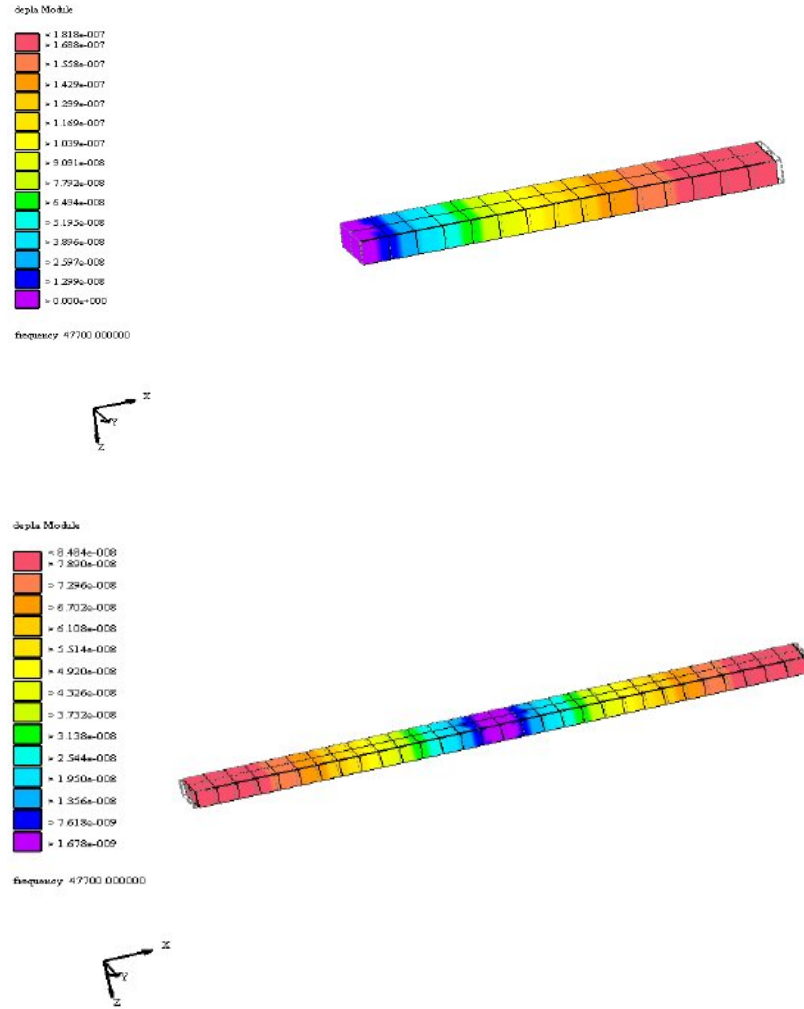 depla Module
< 1.818e-007
> 1.688e-007
> 1.558e-007
> 1.429e-007
> 1.299e-007
> 1.169e-007
> 1.039e-007
> 9.091e-008
> 7.792e-008
> 6.494e-008
> 5.195e-008
> 3.896e-008
> 2.597e-008
> 1.299e-008
> 0.000e+000
frequency 47700.000000
X
Y
Z
depla Module
< 8.484e-008
> 7.890e-008
> 7.296e-008
> 6.702e-008
> 6.108e-008
> 5.514e-008
> 4.920e-008
> 4.326e-008
> 3.732e-008
> 3.138e-008
> 2.544e-008
> 1.950e-008
> 1.356e-008
> 7.618e-009
> 1.678e-009
frequency 47700.000000
X
Y
Z